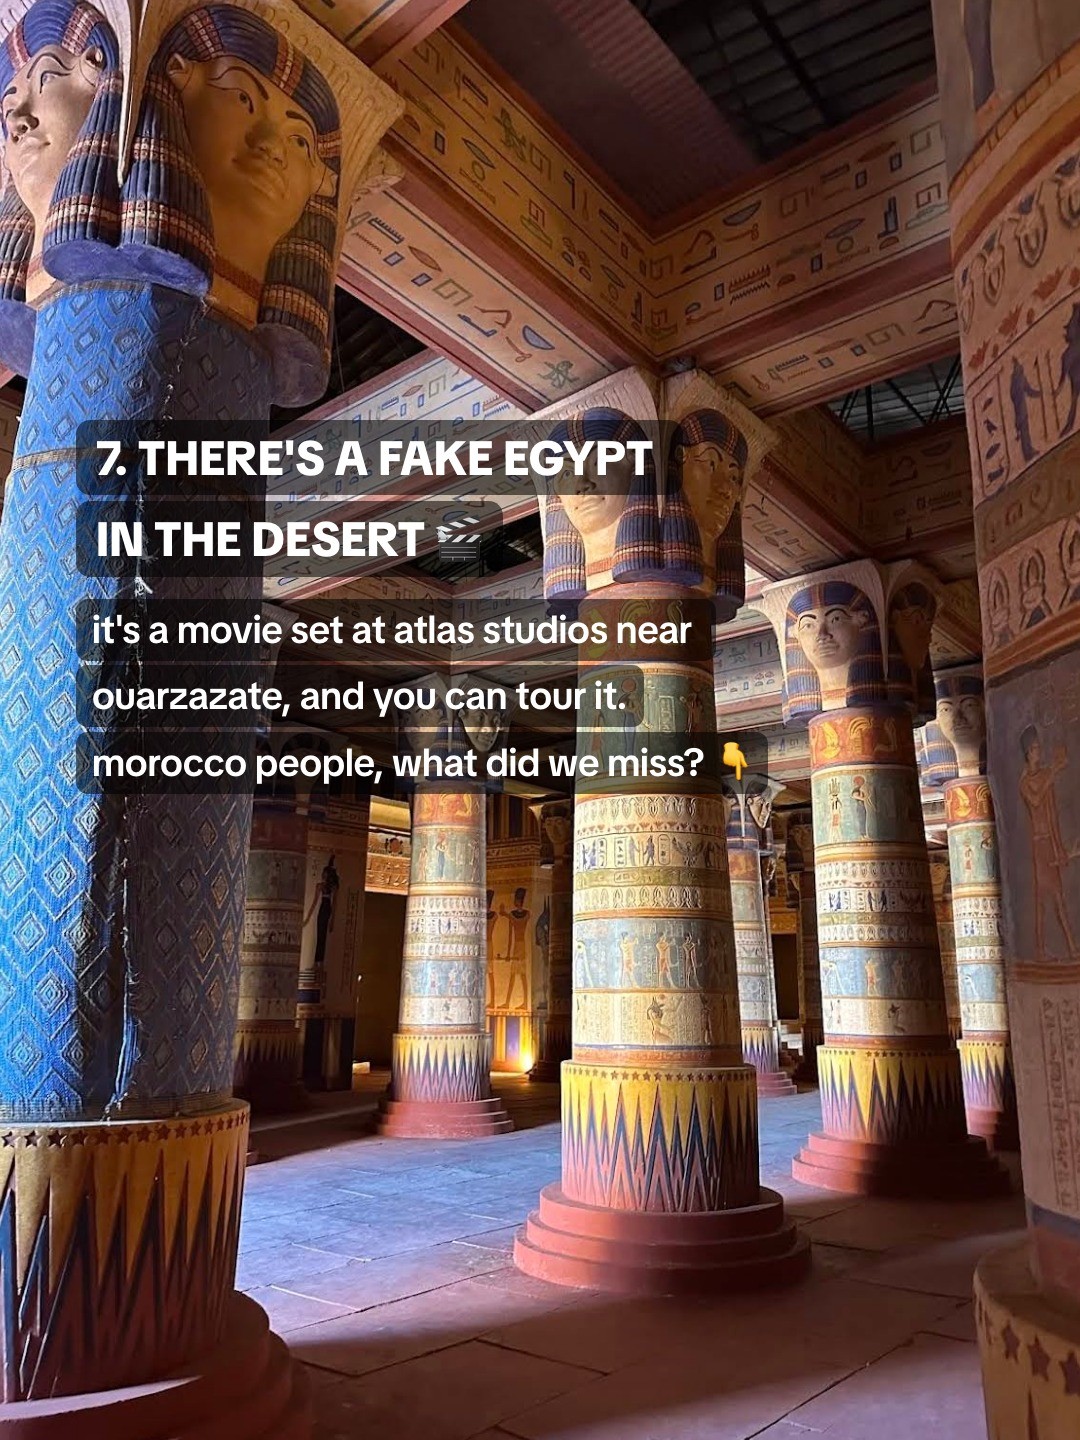 7. THERE'S A FAKE EGYPT
IN THE DESERT 🎬
it's a movie set at atlas studios near
ouarzazate, and you can tour it.
morocco people, what did we miss? 👇